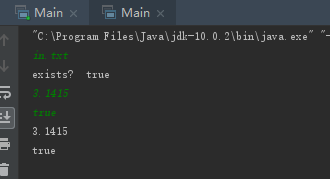 Main Main
"C:\Program Files\Java\jdk-10.0.2\bin\java.exe" "-
in.txt
exists? true
3.1415
true
3.1415
true